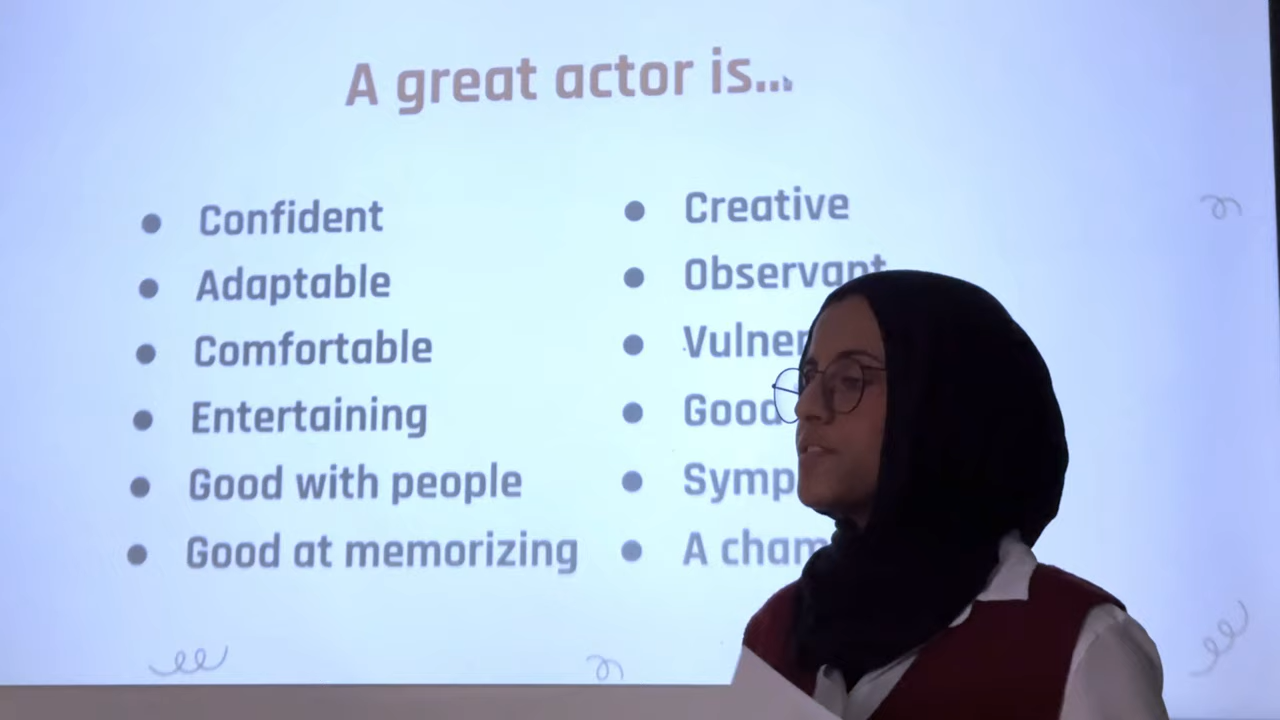 A great actor is...
Confident
Adaptable
Comfortable
Entertaining
Good with people
Good at memorizing
Creative
Observant
Good
A